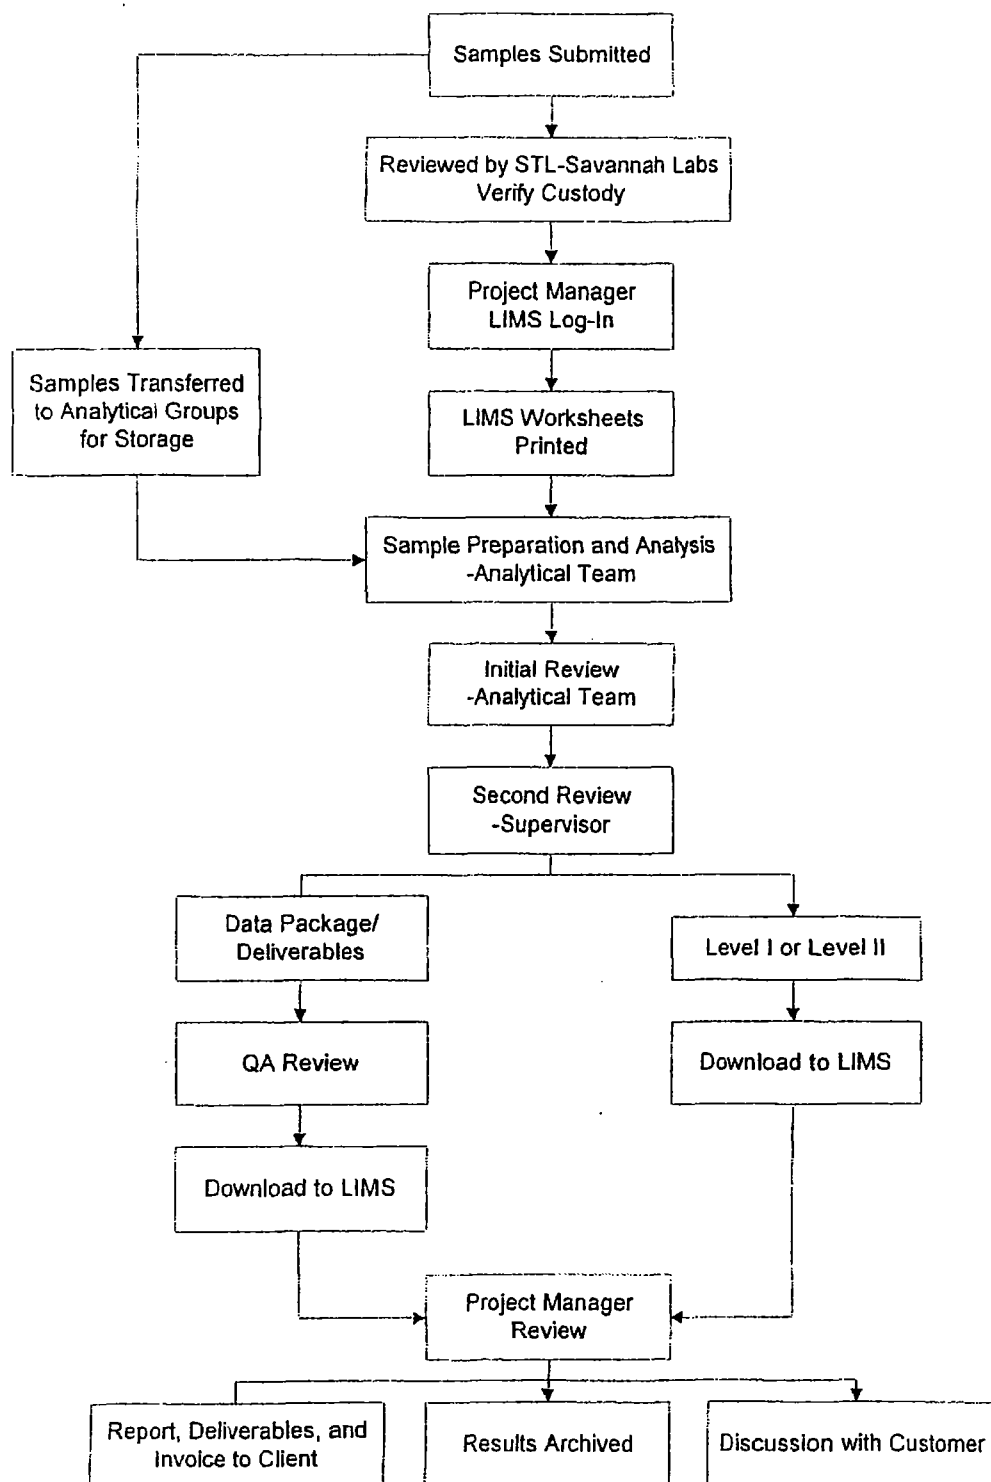 Samples Submitted
Reviewed by STL-Savannah Labs
Verify Custody
Project Manager
LIMS Log-In
Samples Transferred
to Analytical Groups
for Storage
LIMS Worksheets
Printed
Sample Preparation and Analysis
-Analytical Team
Initial Review
-Analytical Team
Second Review
-Supervisor
Data Package/
Deliverables
Level I or Level II
QA Review
Download to LIMS
Download to LIMS
Project Manager
Review
Report, Deliverables, and
Invoice to Client
Results Archived
Discussion with Customer